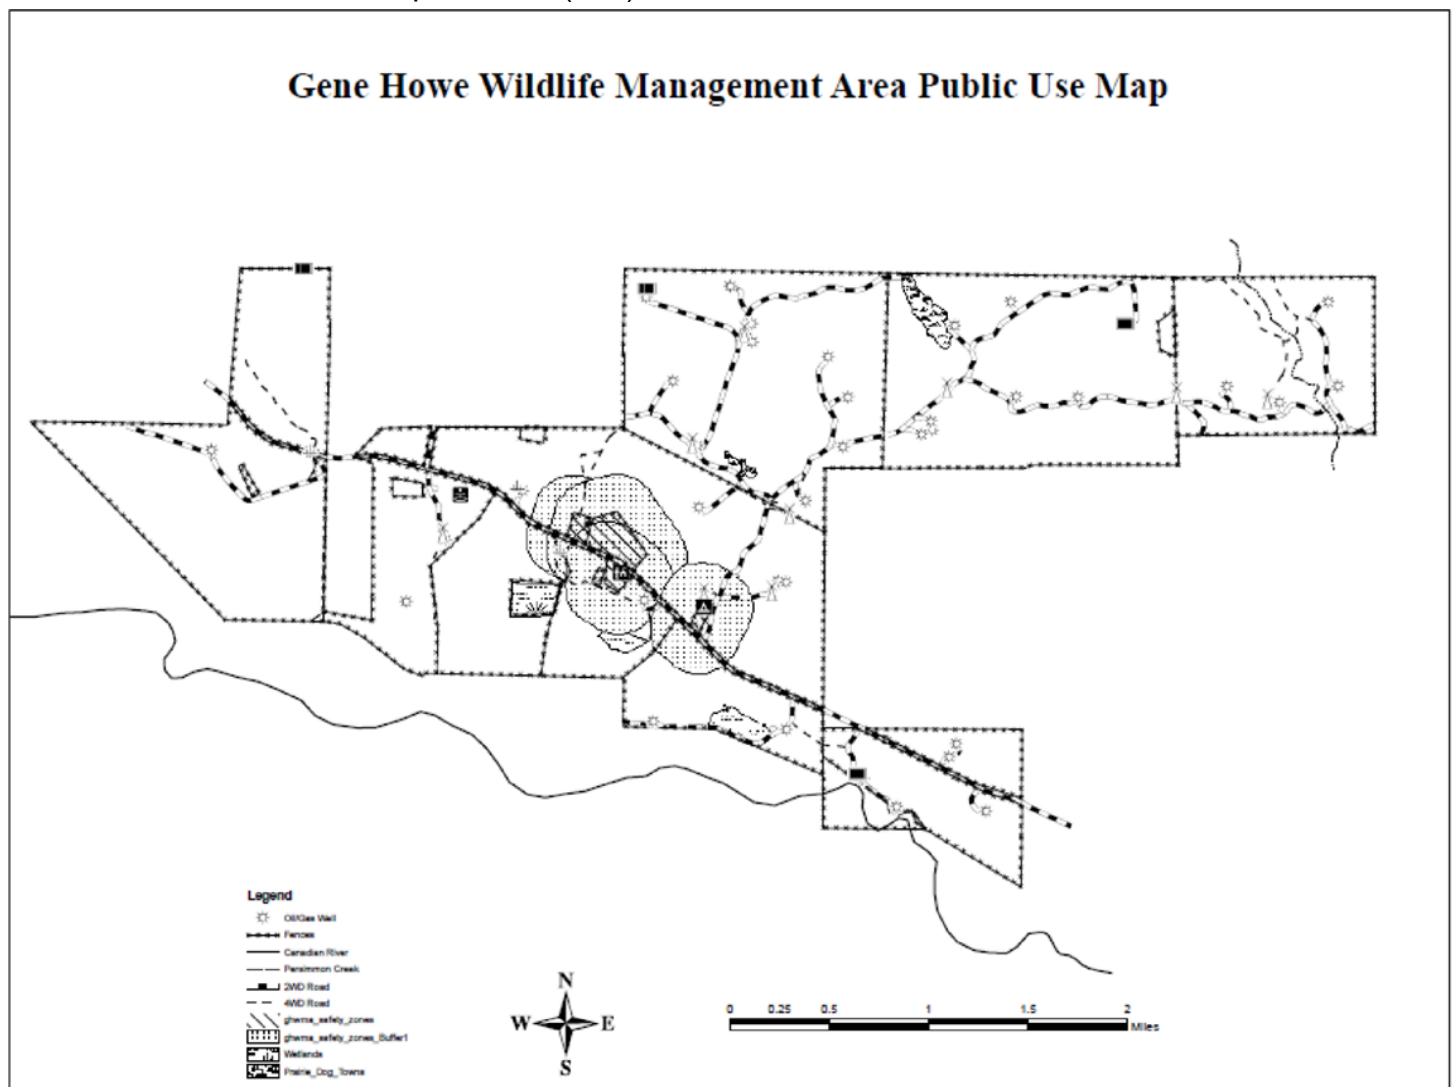 Gene Howe Wildlife Management Area Public Use Map
Legend
Oil/Gas Well
Fences
Canadian River
Persimmon Creek
2WD Road
4WD Road
ghwma_safety_zones
ghwma_safety_zones_Buffer1
Wetlands
Prairie_Dog_Towns
N
W E
S
0 0.25 0.5 1 1.5 2
Miles